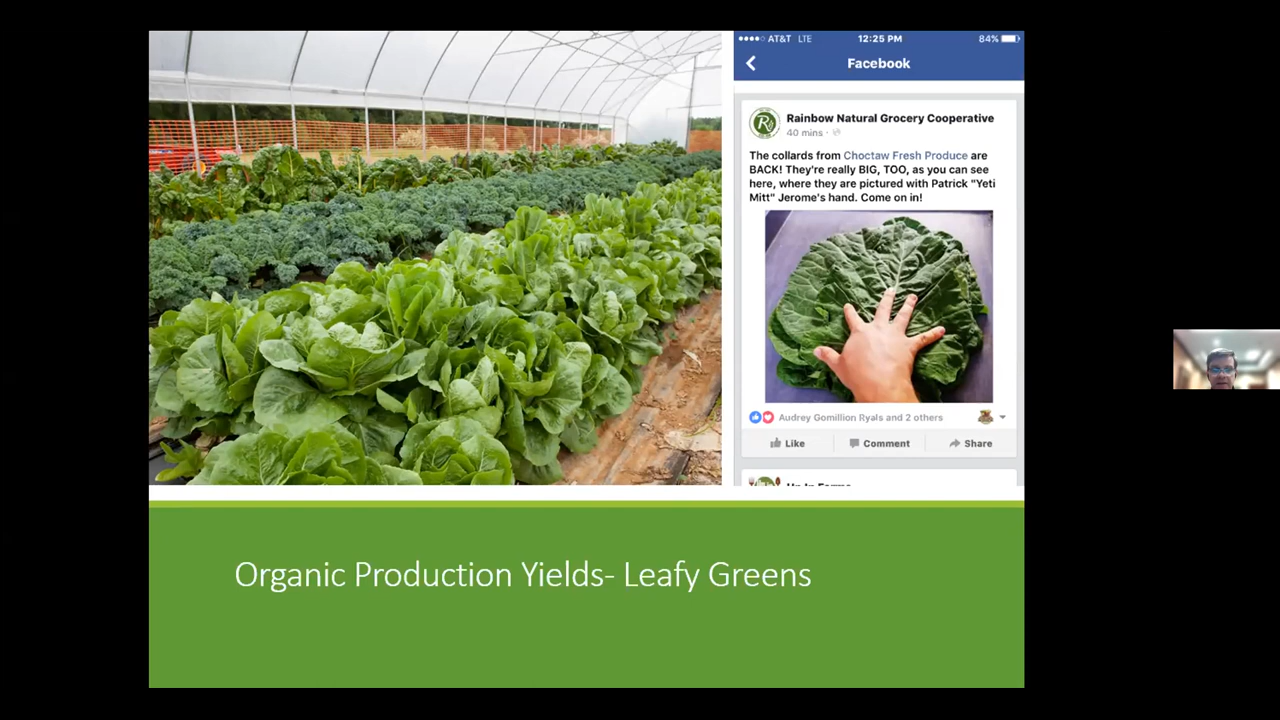 AT&T LTE 12:25 PM 84%
Facebook
Rainbow Natural Grocery Cooperative
40 mins ·
The collards from Choctaw Fresh Produce are
BACK! They're really BIG, TOO, as you can see
here, where they are pictured with Patrick "Yeti
Mitt" Jerome's hand. Come on in!
Audrey Gomillion Ryals and 2 others
Like Comment Share
Organic Production Yields- Leafy Greens